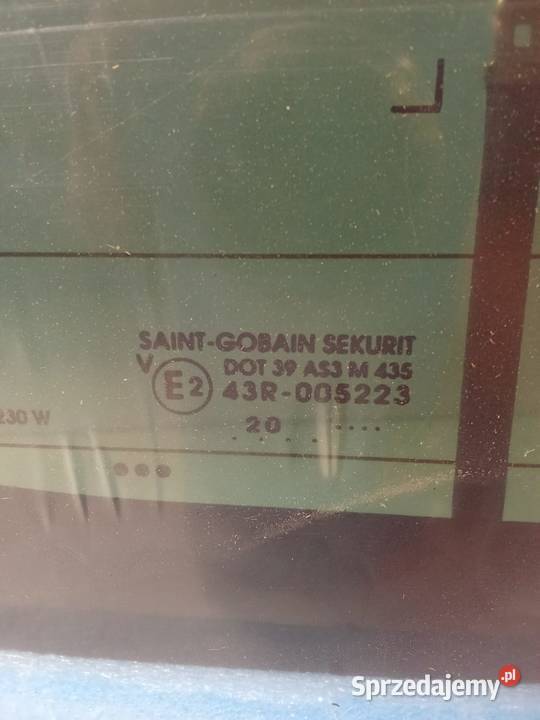 SAINT-GOBAIN SEKURIT
V
DOT 39 AS3 M 435
E2
43R-005223
230 W
20
Sprzedajemy.pl